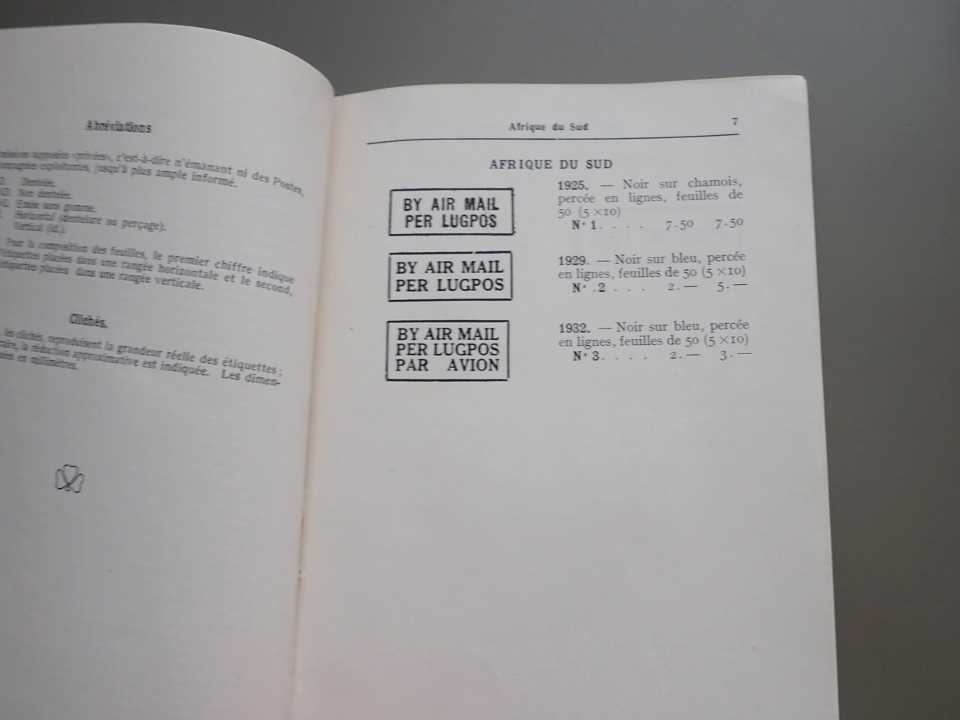 Abréviations
supposées «privées», c'est-à-dire n'émanant ni des Postes,
exploitantes, jusqu'à plus ample informé.
Dentelée.
Non dentelée.
Emise sans gomme.
Horizontal (dentelure ou perçage).
Vertical (id.).
Pour la composition des feuilles, le premier chiffre indique
d'étiquettes placées dans une rangée horizontale et le second,
placées dans une rangée verticale.
Clichés.
les clichés, reproduisent la grandeur réelle des étiquettes ;
la réduction approximative est indiquée. Les dimen-
en millimètres.
Afrique du Sud 7
AFRIQUE DU SUD
BY AIR MAIL
PER LUGPOS
1925. — Noir sur chamois,
percée en lignes, feuilles de
50 (5×10)
N° 1. . . . 7.50 7.50
BY AIR MAIL
PER LUGPOS
1929. — Noir sur bleu, percée
en lignes, feuilles de 50 (5×10)
N° .2 . . . 2.— 5.—
BY AIR MAIL
PER LUGPOS
PAR AVION
1932. — Noir sur bleu, percée
en lignes, feuilles de 50 (5×10)
N° 3. . . . 2.— 3.—